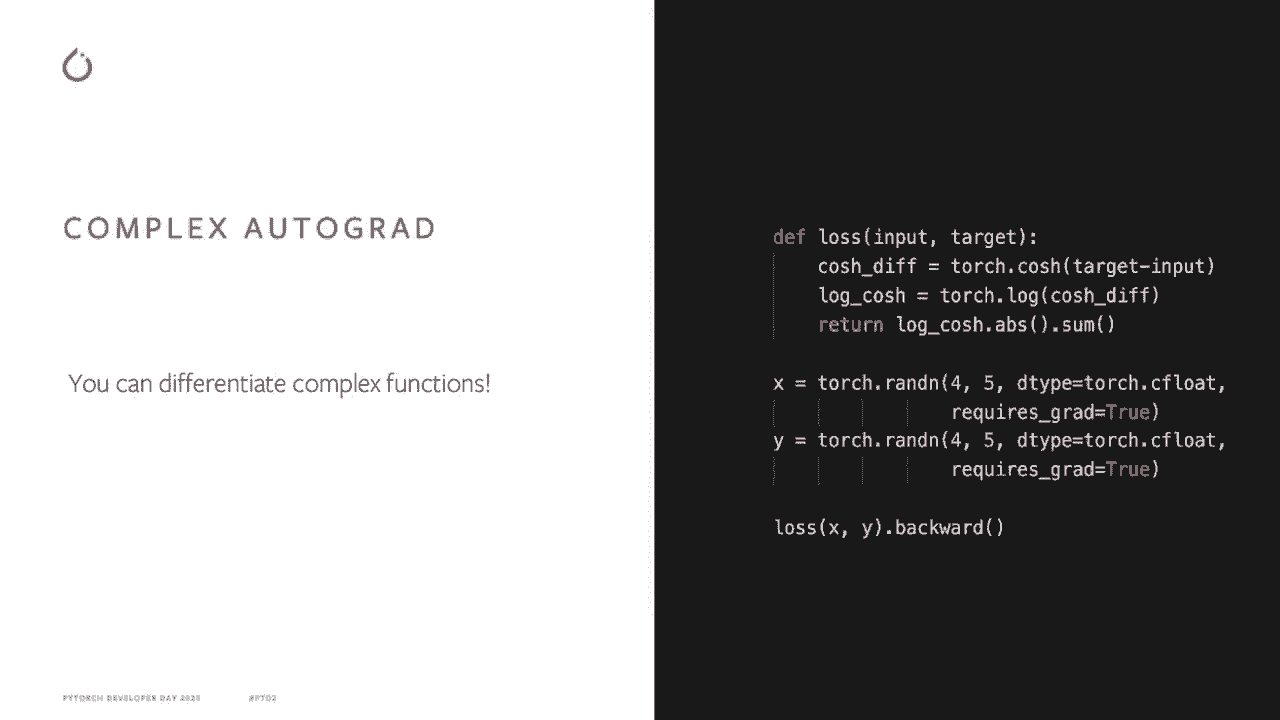 COMPLEX AUTOGRAD
You can differentiate complex functions!
def loss(input, target):
    cosh_diff = torch.cosh(target-input)
    log_cosh = torch.log(cosh_diff)
    return log_cosh.abs().sum()
x = torch.randn(4, 5, dtype=torch.cfloat,
                requires_grad=True)
y = torch.randn(4, 5, dtype=torch.cfloat,
                requires_grad=True)
loss(x, y).backward()
PYTORCH DEVELOPER DAY 2020